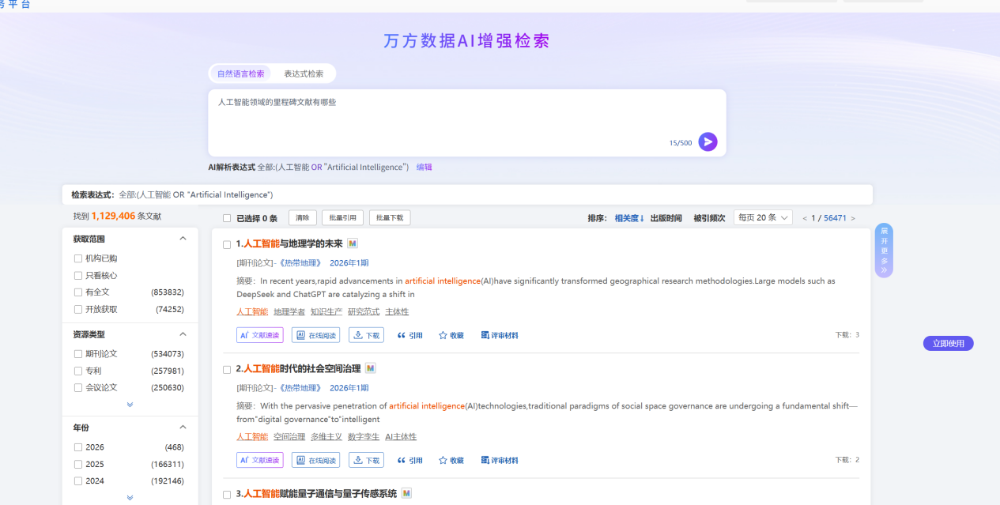 务平台
万方数据AI增强检索
自然语言检索 表达式检索
人工智能领域的里程碑文献有哪些
15/500
AI解析表达式 全部:(人工智能 OR "Artificial Intelligence") 编辑
检索表达式： 全部:(人工智能 OR "Artificial Intelligence")
找到 1,129,406 条文献
已选择 0 条 清除 批量引用 批量下载 排序： 相关度 出版时间 被引频次 每页 20 条 < 1 / 56471 >
获取范围
机构已购
只看核心
有全文 (853832)
开放获取 (74252)
资源类型
期刊论文 (534073)
专利 (257981)
会议论文 (250630)
年份
2026 (468)
2025 (166311)
2024 (192146)
1.人工智能与地理学的未来 M
[期刊论文]-《热带地理》 2026年1期
摘要：In recent years,rapid advancements in artificial intelligence(AI)have significantly transformed geographical research methodologies.Large models such as
DeepSeek and ChatGPT are catalyzing a shift in
人工智能 地理学者 知识生产 研究范式 主体性
AI+ 文献速读 AI 在线阅读 下载 引用 收藏 评审材料 下载：3
2.人工智能时代的社会空间治理 M
[期刊论文]-《热带地理》 2026年1期
摘要：With the pervasive penetration of artificial intelligence(AI)technologies,traditional paradigms of social space governance are undergoing a fundamental shift—
from"digital governance"to"intelligent
人工智能 空间治理 多维主义 数字孪生 AI主体性
AI+ 文献速读 AI 在线阅读 下载 引用 收藏 评审材料 下载：2
3.人工智能赋能量子通信与量子传感系统 M
展开更多
立即使用